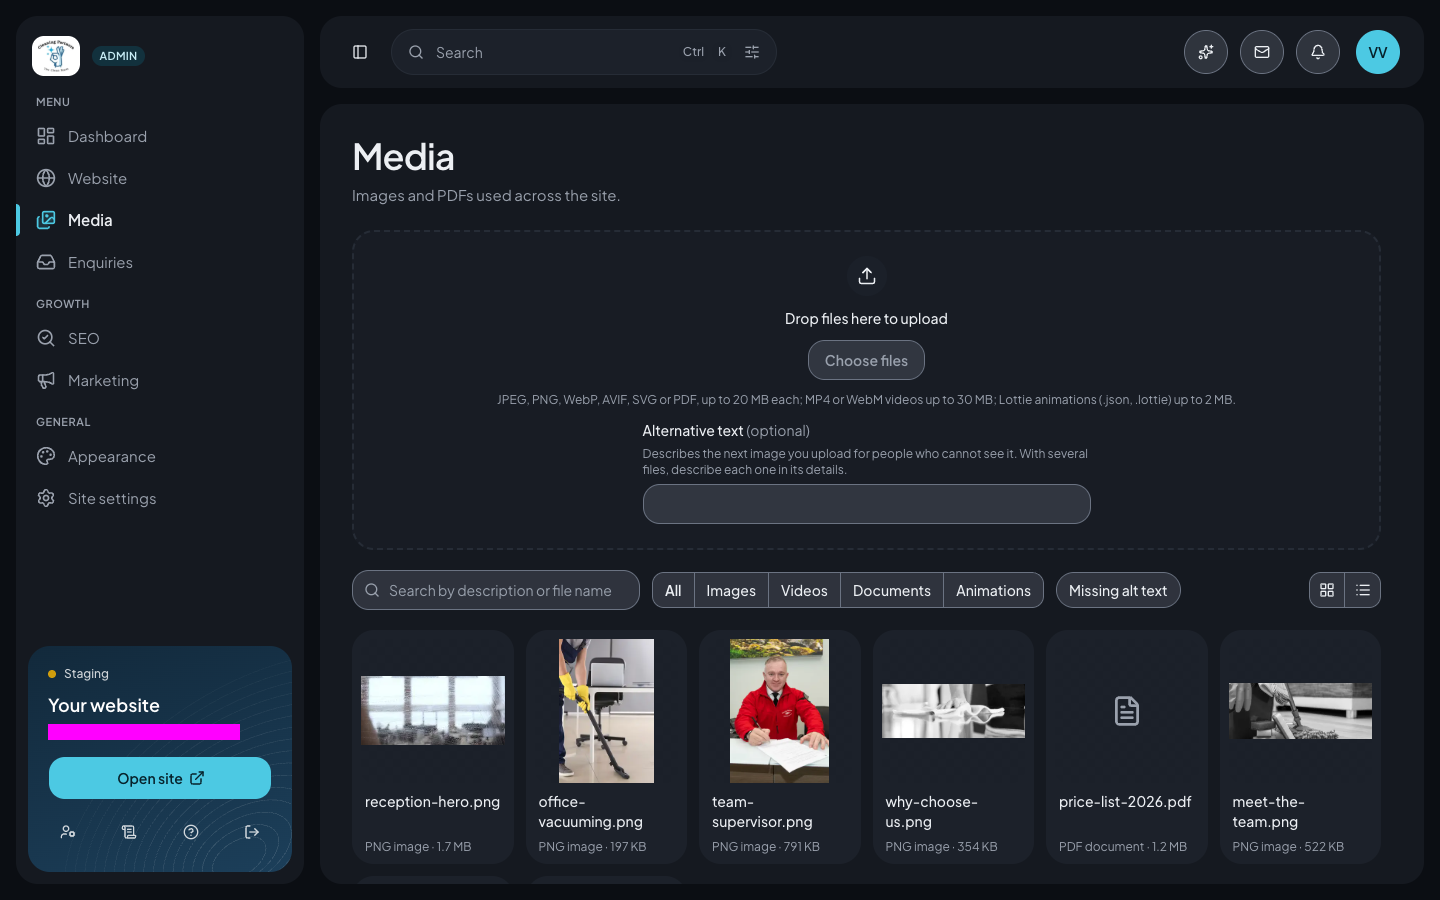 ADMIN
MENU
Dashboard
Website
Media
Enquiries
GROWTH
SEO
Marketing
GENERAL
Appearance
Site settings
Staging
Your website
Open site
Search
Ctrl K
VV
Media
Images and PDFs used across the site.
Drop files here to upload
Choose files
JPEG, PNG, WebP, AVIF, SVG or PDF, up to 20 MB each; MP4 or WebM videos up to 30 MB; Lottie animations (.json, .lottie) up to 2 MB.
Alternative text (optional)
Describes the next image you upload for people who cannot see it. With several
files, describe each one in its details.
Search by description or file name
All
Images
Videos
Documents
Animations
Missing alt text
reception-hero.png
PNG image · 1.7 MB
office-
vacuuming.png
PNG image · 197 KB
team-
supervisor.png
PNG image · 791 KB
why-choose-
us.png
PNG image · 354 KB
price-list-2026.pdf
PDF document · 1.2 MB
meet-the-
team.png
PNG image · 522 KB